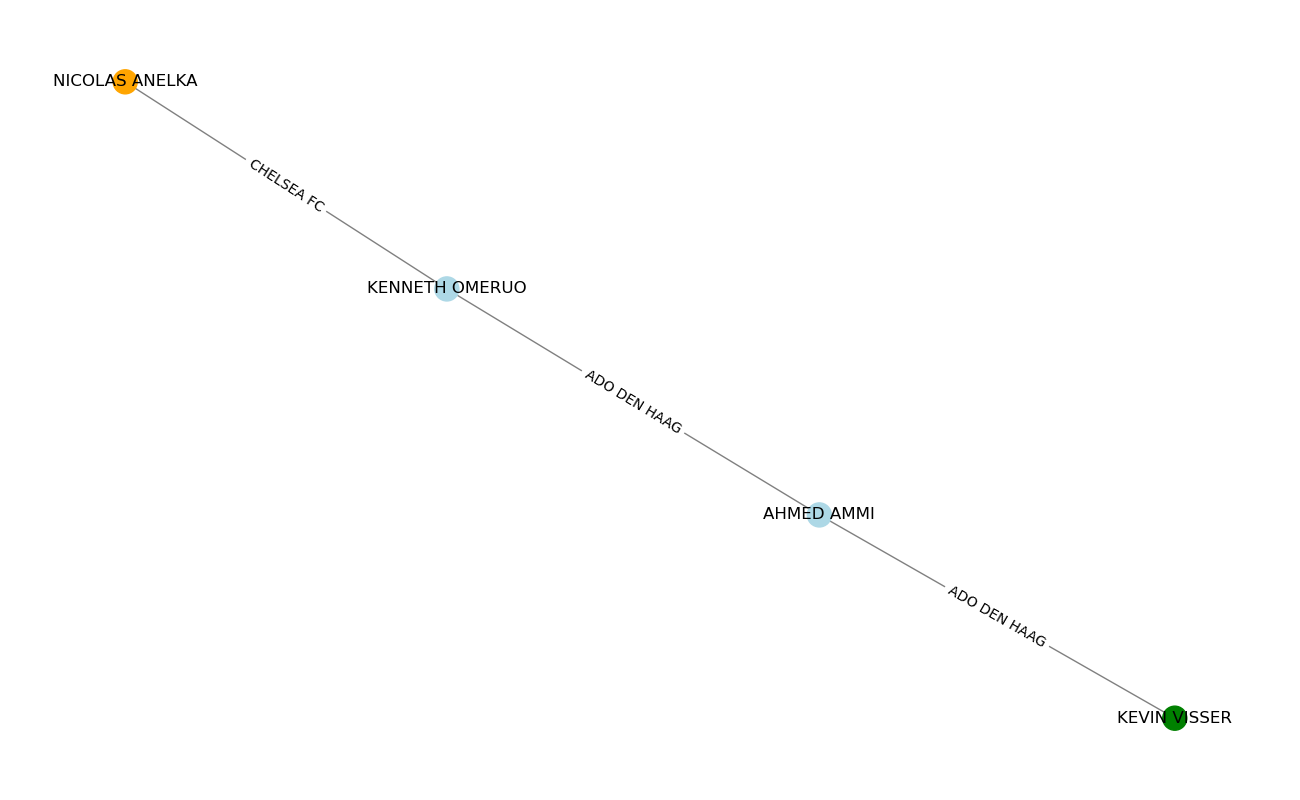 NICOLAS ANELKA
CHELSEA FC
KENNETH OMERUO
ADO DEN HAAG
AHMED AMMI
ADO DEN HAAG
KEVIN VISSER